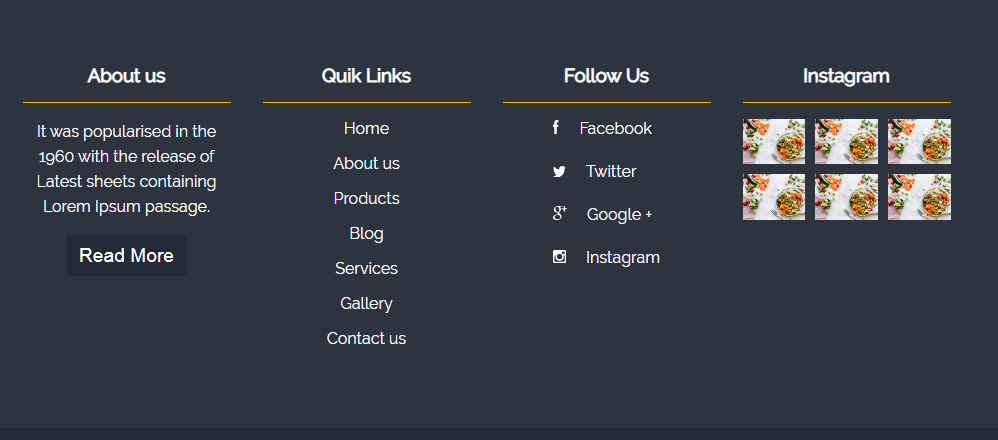 About us
It was popularised in the
1960 with the release of
Latest sheets containing
Lorem Ipsum passage.
Read More
Quik Links
Home
About us
Products
Blog
Services
Gallery
Contact us
Follow Us
Facebook
Twitter
Google +
Instagram
Instagram